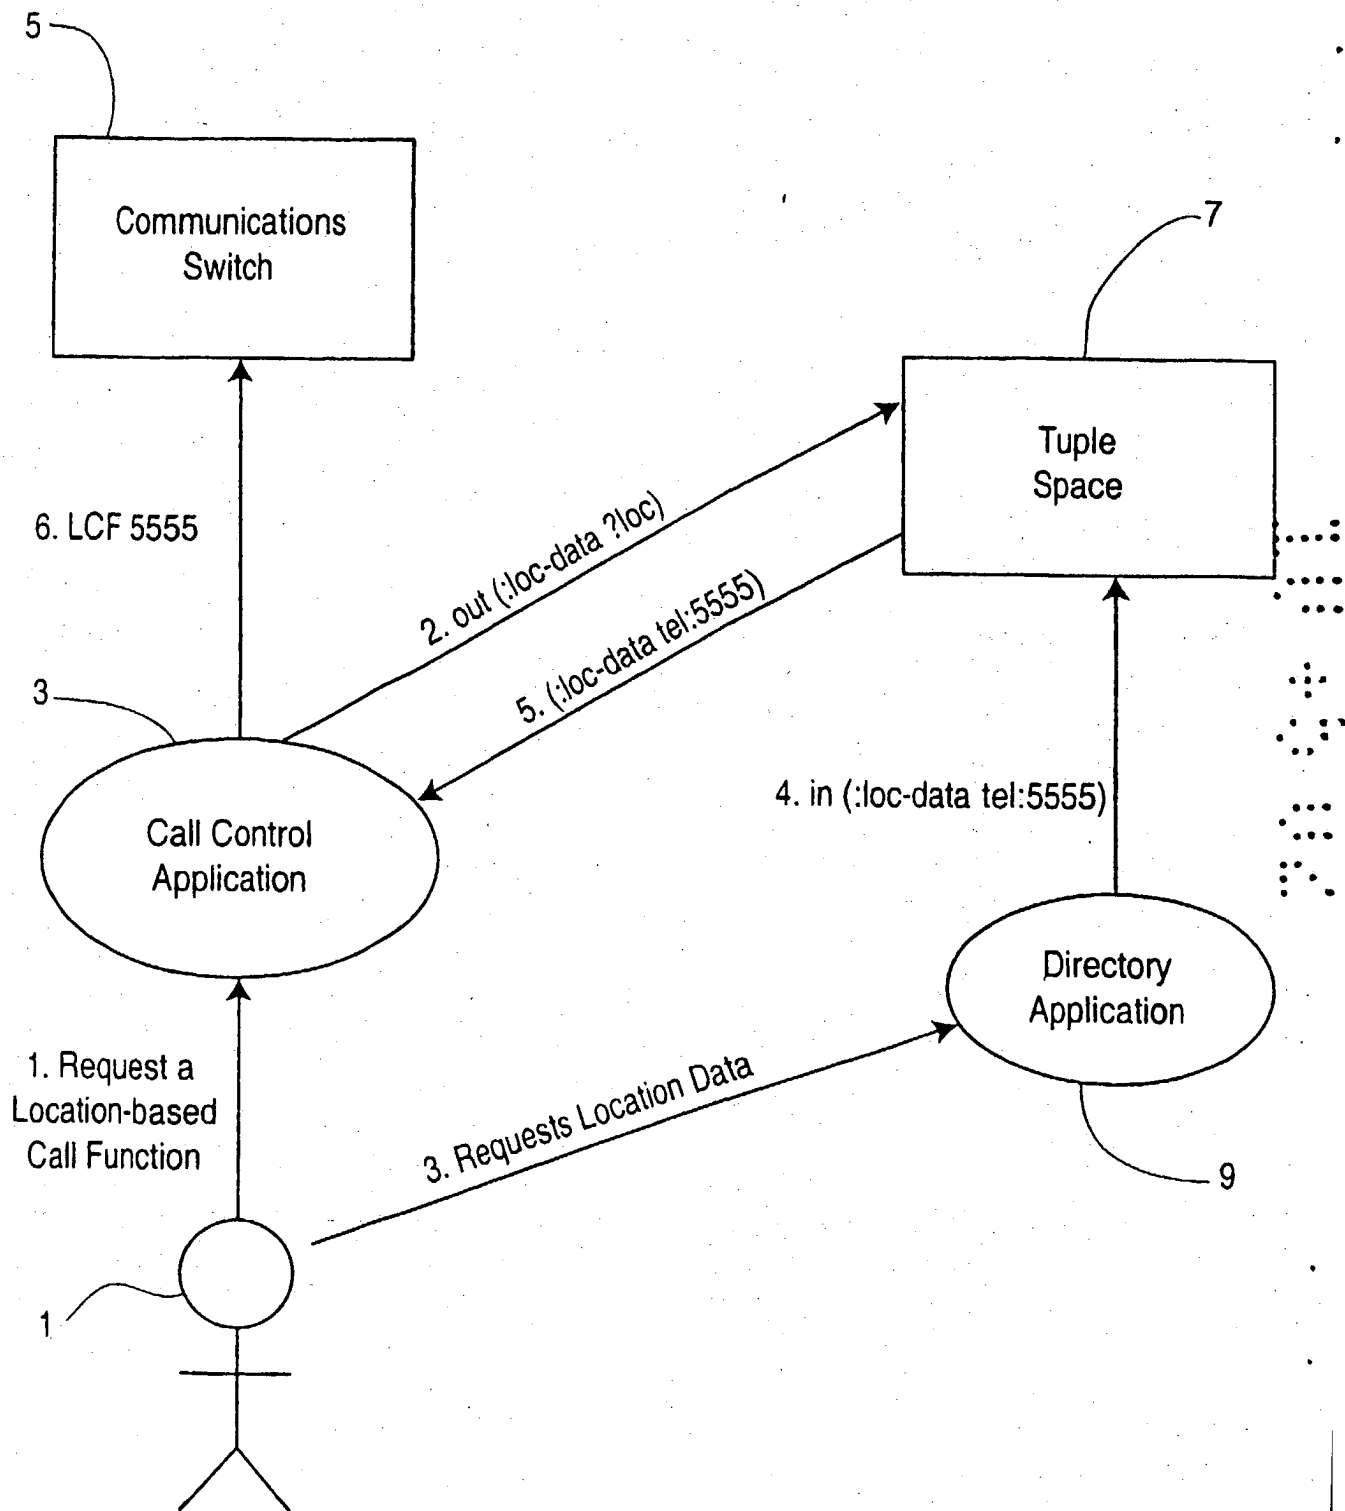 5
Communications
Switch
7
Tuple
Space
6. LCF 5555
2. out (:loc-data ?loc)
5. (:loc-data tel:5555)
3
4. in (:loc-data tel:5555)
Call Control
Application
Directory
Application
1. Request a
Location-based
Call Function
3. Requests Location Data
9
1